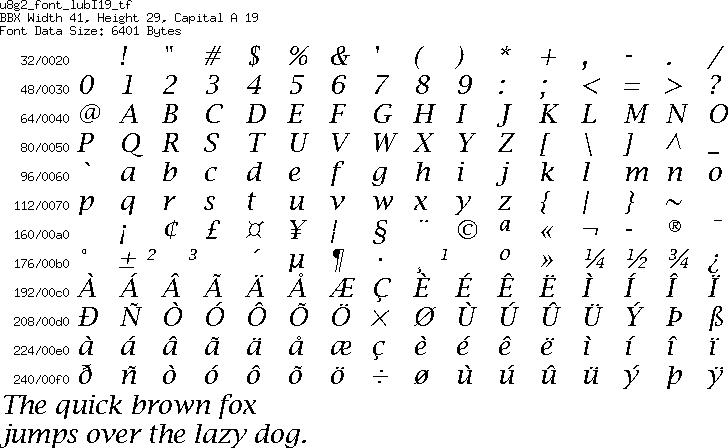 u8g2_font_lubI19_tf
BBX Width 41, Height 29, Capital A 19
Font Data Size: 6401 Bytes
32/0020 ! " # $ % & ' ( ) * + , - . /
48/0030 0 1 2 3 4 5 6 7 8 9 : ; < = > ?
64/0040 @ A B C D E F G H I J K L M N O
80/0050 P Q R S T U V W X Y Z [ \ ] ^ _
96/0060 ` a b c d e f g h i j k l m n o
112/0070 p q r s t u v w x y z { | } ~
160/00a0 ¡ ¢ £ ¤ ¥ | § ¨ © ª « ¬ - ® ¯
176/00b0 ° ± ² ³ ´ µ ¶ · ¸ ¹ º » ¼ ½ ¾ ¿
192/00c0 À Á Â Ã Ä Å Æ Ç È É Ê Ë Ì Í Î Ï
208/00d0 Ð Ñ Ò Ó Ô Õ Ö × Ø Ù Ú Û Ü Ý Þ ß
224/00e0 à á â ã ä å æ ç è é ê ë ì í î ï
240/00f0 ð ñ ò ó ô õ ö ÷ ø ù ú û ü ý þ ÿ
The quick brown fox
jumps over the lazy dog.